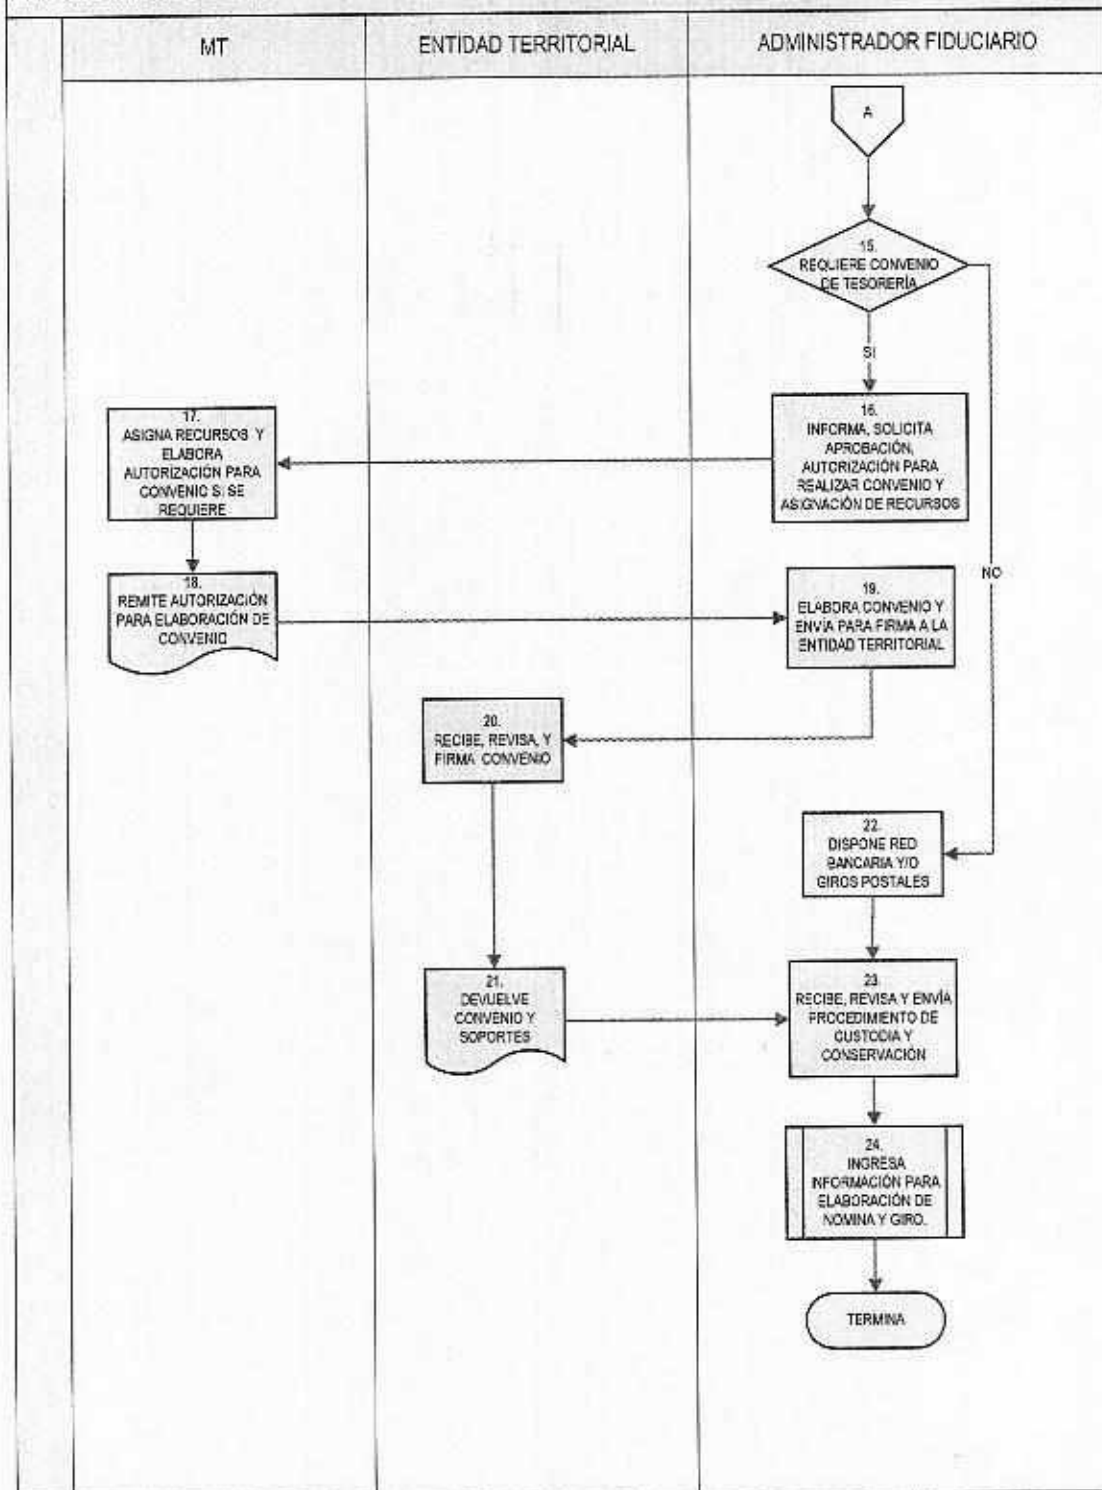 MT
ENTIDAD TERRITORIAL
ADMINISTRADOR FIDUCIARIO
A
15.
REQUIERE CONVENIO
DE TESORERÍA
SI
16.
INFORMA, SOLICITA
APROBACIÓN,
AUTORIZACIÓN PARA
REALIZAR CONVENIO Y
ASIGNACIÓN DE RECURSOS
17.
ASIGNA RECURSOS Y
ELABORA
AUTORIZACIÓN PARA
CONVENIO SI SE
REQUIERE
NO
18.
REMITE AUTORIZACIÓN
PARA ELABORACIÓN DE
CONVENIO
19.
ELABORA CONVENIO Y
ENVÍA PARA FIRMA A LA
ENTIDAD TERRITORIAL
20.
RECIBE, REVISA, Y
FIRMA CONVENIO
22.
DISPONE RED
BANCARIA Y/O
GIROS POSTALES
21.
DEVUELVE
CONVENIO Y
SOPORTES
23
RECIBE, REVISA Y ENVÍA
PROCEDIMIENTO DE
CUSTODIA Y
CONSERVACIÓN
24.
INGRESA
INFORMACIÓN PARA
ELABORACIÓN DE
NOMINA Y GIRO.
TERMINA